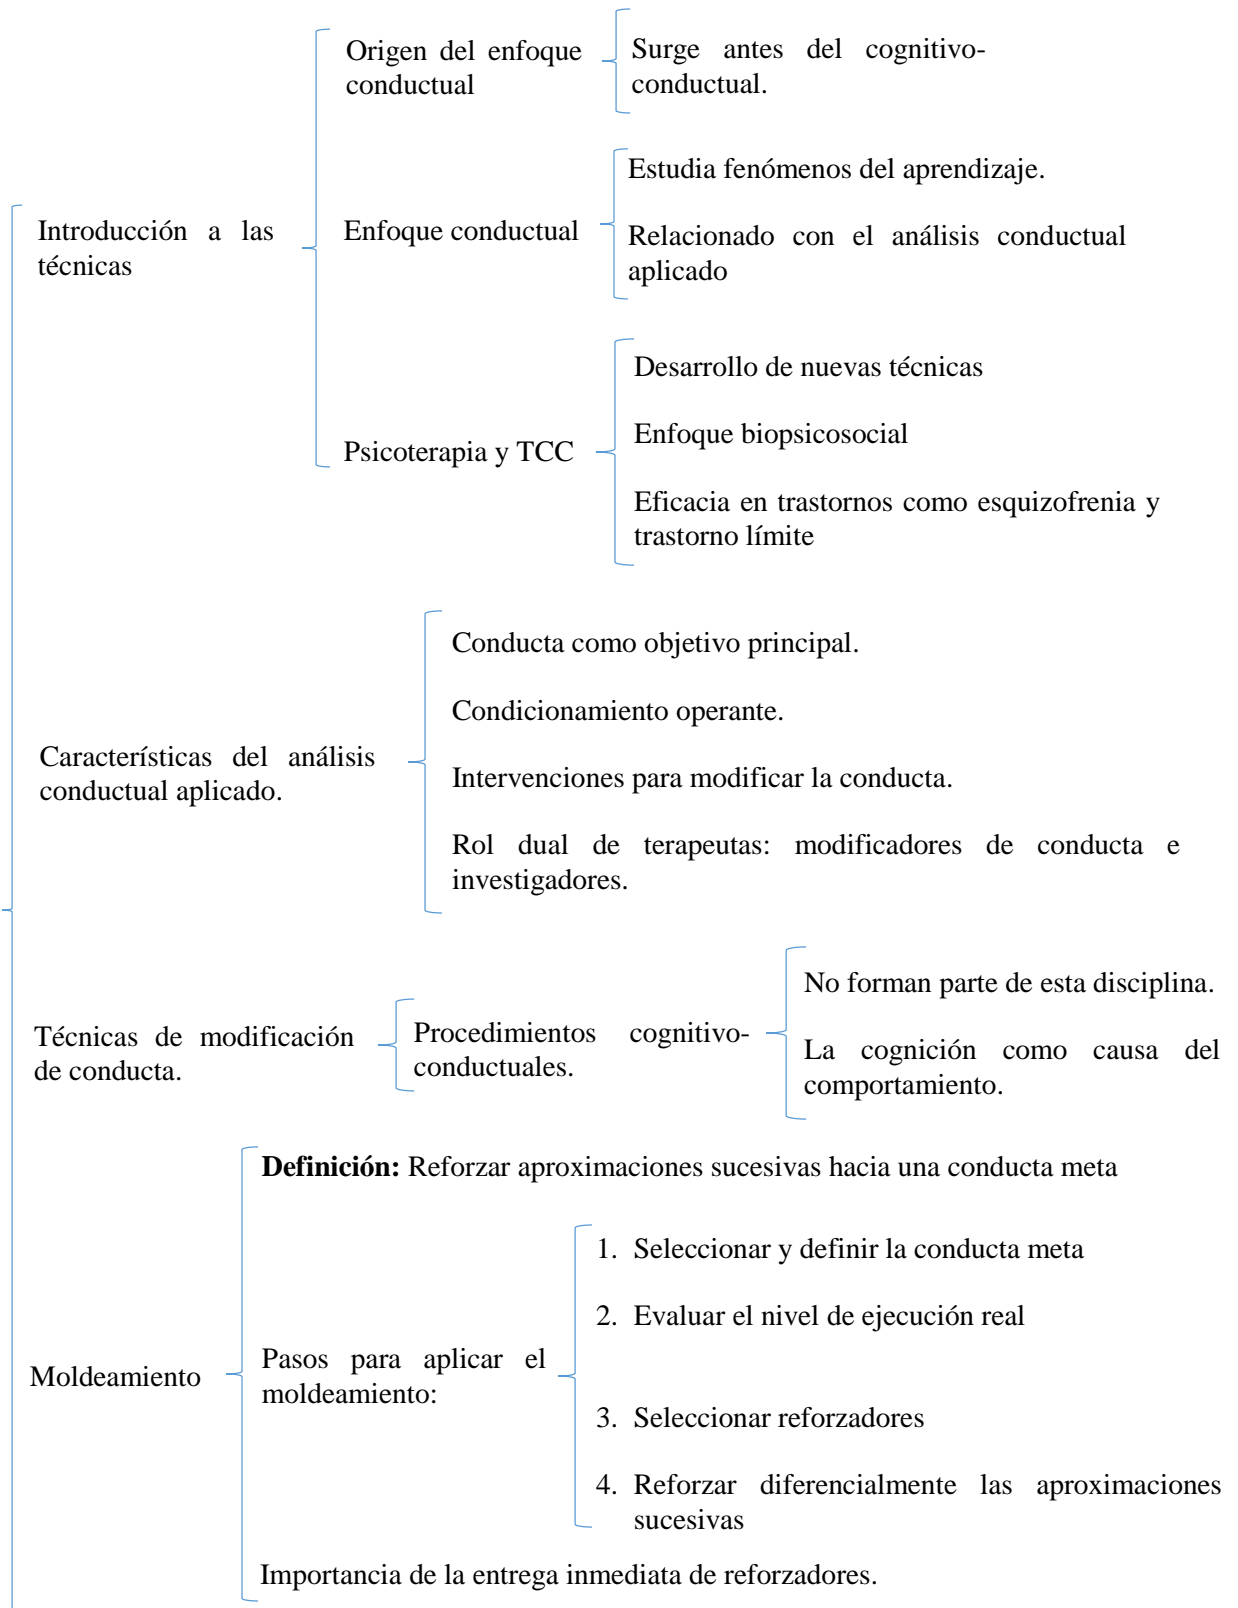 Origen del enfoque
conductual
Surge antes del cognitivo-
conductual.
Introducción a las
técnicas
Enfoque conductual
Estudia fenómenos del aprendizaje.
Relacionado con el análisis conductual
aplicado
Psicoterapia y TCC
Desarrollo de nuevas técnicas
Enfoque biopsicosocial
Eficacia en trastornos como esquizofrenia y
trastorno límite
Características del análisis
conductual aplicado.
Conducta como objetivo principal.
Condicionamiento operante.
Intervenciones para modificar la conducta.
Rol dual de terapeutas: modificadores de conducta e
investigadores.
Técnicas de modificación
de conducta.
Procedimientos cognitivo-
conductuales.
No forman parte de esta disciplina.
La cognición como causa del
comportamiento.
Moldeamiento
Definición: Reforzar aproximaciones sucesivas hacia una conducta meta
Pasos para aplicar el
moldeamiento:
1. Seleccionar y definir la conducta meta
2. Evaluar el nivel de ejecución real
3. Seleccionar reforzadores
4. Reforzar diferencialmente las aproximaciones
sucesivas
Importancia de la entrega inmediata de reforzadores.